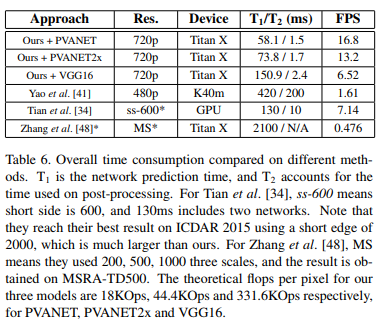 Approach Res. Device T1/T2 (ms) FPS
Ours + PVANET 720p Titan X 58.1 / 1.5 16.8
Ours + PVANET2x 720p Titan X 73.8 / 1.7 13.2
Ours + VGG16 720p Titan X 150.9 / 2.4 6.52
Yao et al. [41] 480p K40m 420 / 200 1.61
Tian et al. [34] ss-600* GPU 130 / 10 7.14
Zhang et al. [48]* MS* Titan X 2100 / N/A 0.476
Table 6. Overall time consumption compared on different meth-
ods. T1 is the network prediction time, and T2 accounts for the
time used on post-processing. For Tian et al. [34], ss-600 means
short side is 600, and 130ms includes two networks. Note that
they reach their best result on ICDAR 2015 using a short edge of
2000, which is much larger than ours. For Zhang et al. [48], MS
means they used 200, 500, 1000 three scales, and the result is ob-
tained on MSRA-TD500. The theoretical flops per pixel for our
three models are 18KOps, 44.4KOps and 331.6KOps respectively,
for PVANET, PVANET2x and VGG16.